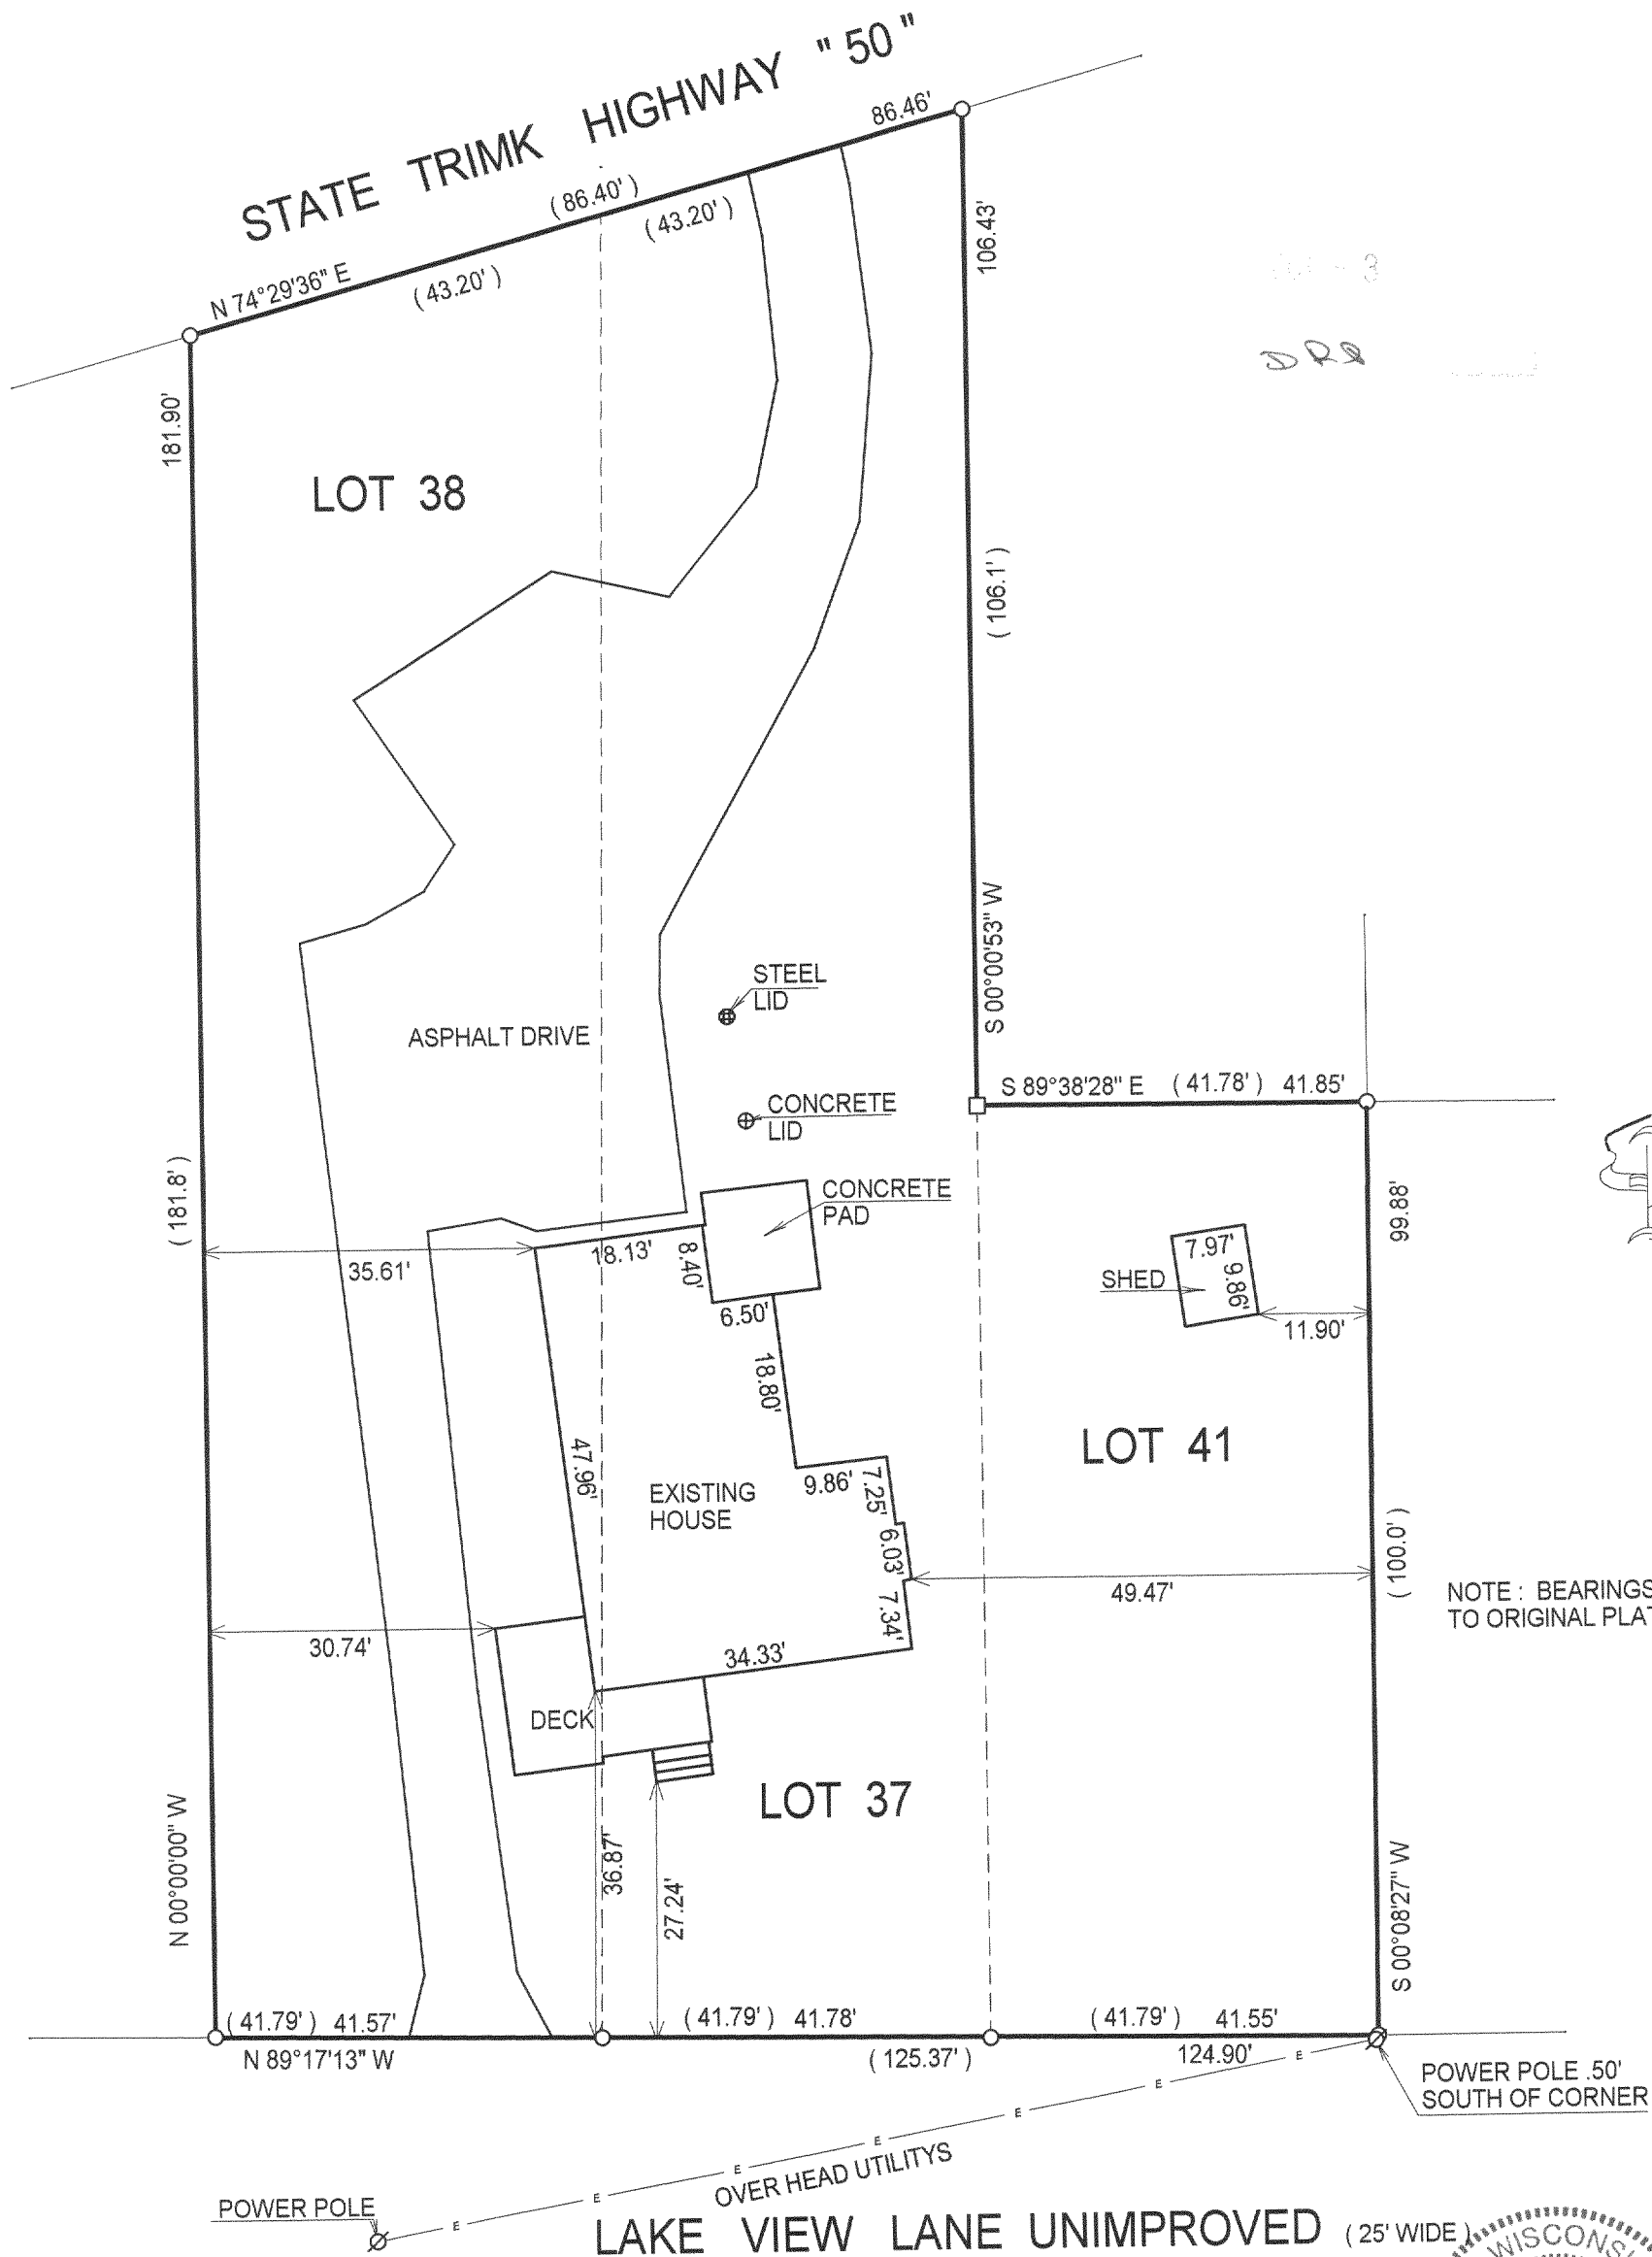 STATE TRIMK HIGHWAY " 50 "
86.46'
( 86.40' )
( 43.20' )
N 74°29'36" E
( 43.20' )
106.43'
3
181.90'
LOT 38
( 106.1' )
S 00°00'53" W
STEEL
LID
ASPHALT DRIVE
S 89°38'28" E ( 41.78' ) 41.85'
CONCRETE
LID
( 181.8' )
CONCRETE
PAD
99.88'
18.13'
8.40'
35.61'
7.97'
9.86'
SHED
6.50'
11.90'
18.80'
47.96'
LOT 41
9.86'
7.25'
EXISTING
HOUSE
6.03'
( 100.0' )
49.47'
NOTE : BEARINGS
TO ORIGINAL PLA
7.34'
30.74'
34.33'
DECK
LOT 37
36.87'
27.24'
N 00°00'00" W
S 00°08'27" W
( 41.79' ) 41.57'
( 41.79' ) 41.78'
( 41.79' ) 41.55'
N 89°17'13" W
( 125.37' )
124.90'
POWER POLE .50'
SOUTH OF CORNER
E E E E E E E
OVER HEAD UTILITYS
POWER POLE
LAKE VIEW LANE UNIMPROVED ( 25' WIDE )
WISCONS